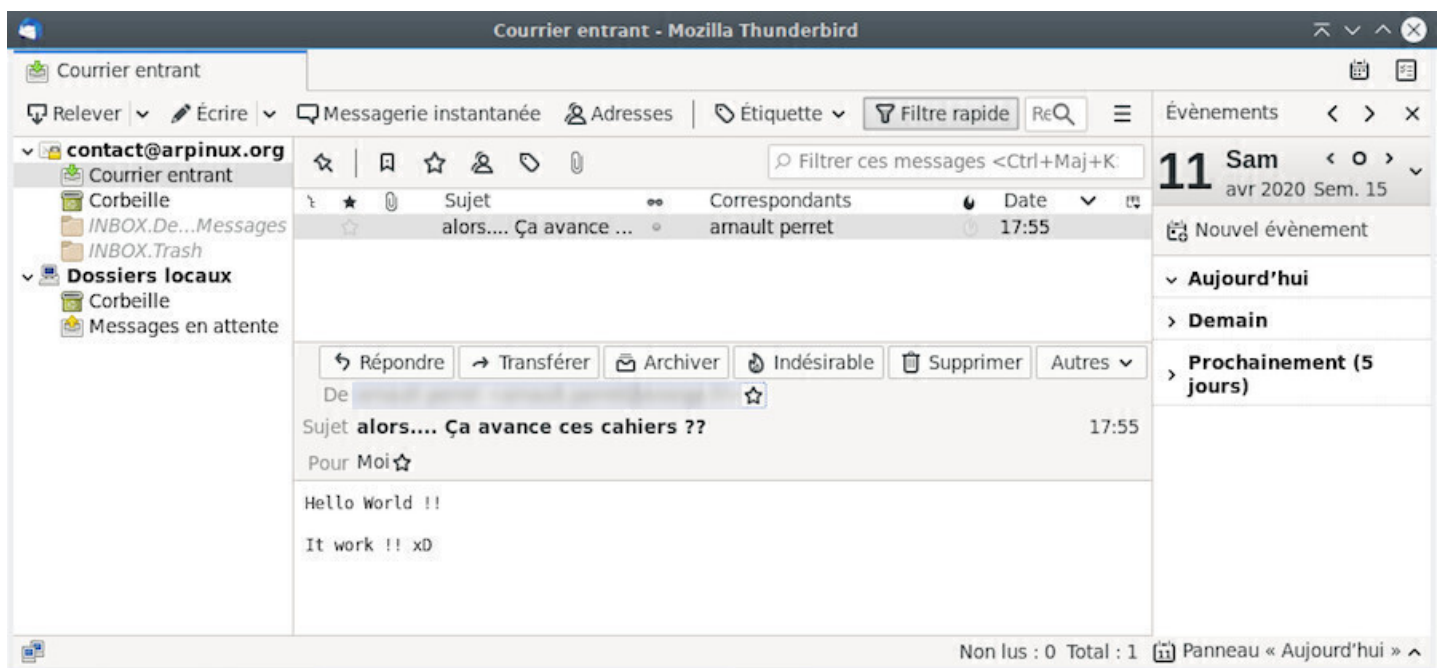 Courrier entrant - Mozilla Thunderbird
Courrier entrant
Relever Écrire Messagerie instantanée Adresses Étiquette Filtre rapide Re
Évènements
contact@arpinux.org
Courrier entrant
Corbeille
INBOX.De...Messages
INBOX.Trash
Dossiers locaux
Corbeille
Messages en attente
Filtrer ces messages <Ctrl+Maj+K
Sujet Correspondants Date
alors.... Ça avance ... arnault perret 17:55
Répondre Transférer Archiver Indésirable Supprimer Autres
De
Sujet alors.... Ça avance ces cahiers ?? 17:55
Pour Moi
Hello World !!
It work !! xD
11 Sam
avr 2020 Sem. 15
Nouvel évènement
Aujourd’hui
Demain
Prochainement (5
jours)
Non lus : 0 Total : 1 11 Panneau « Aujourd’hui »